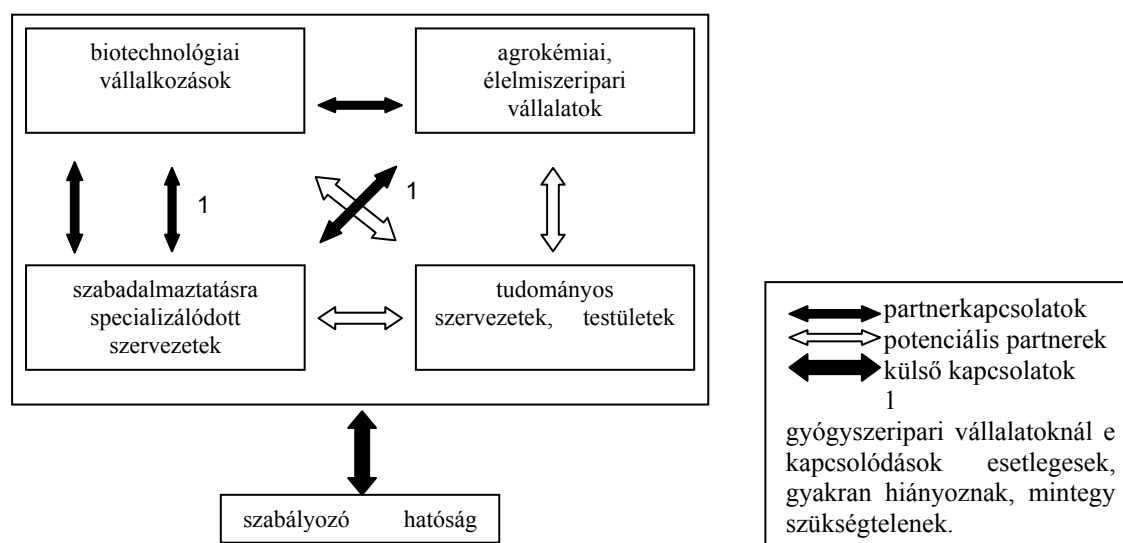 biotechnológiai
vállalkozások
agrokémiai,
élelmiszeripari
vállalatok
1
1
szabadalmaztatásra
specializálódott
szervezetek
tudományos
szervezetek, testületek
szabályozó hatóság
partnerkapcsolatok
potenciális partnerek
külső kapcsolatok
1
gyógyszeripari vállalatoknál e
kapcsolódások esetlegesek,
gyakran hiányoznak, mintegy
szükségtelenek.